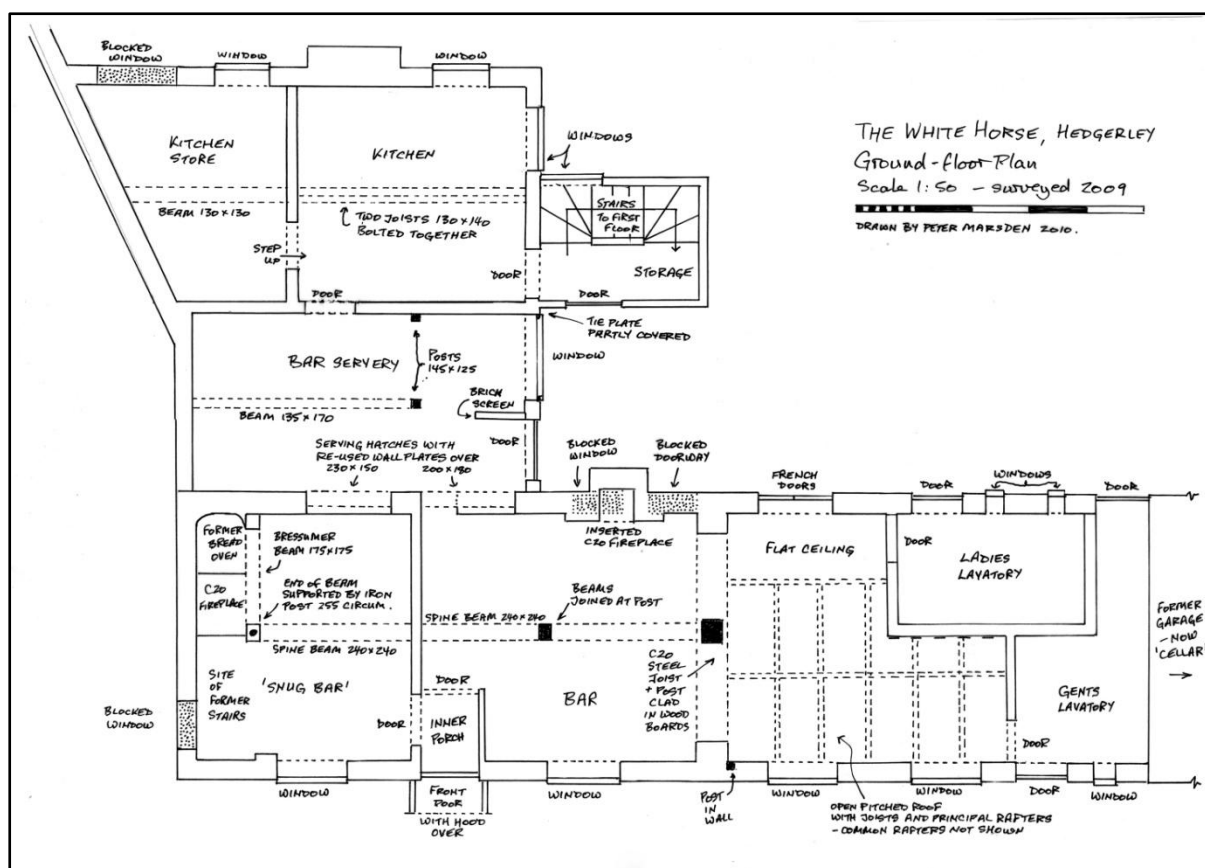 BLOCKED
WINDOW
WINDOW
WINDOW
KITCHEN
STORE
KITCHEN
WINDOWS
THE WHITE HORSE, HEDGERLEY
Ground-floor Plan
Scale 1:50 – surveyed 2009
DRAWN BY PETER MARSDEN 2010.
BEAM 130×130
TWO JOISTS 130×140
BOLTED TOGETHER
STAIRS
TO FIRST
FLOOR
STEP
UP
DOOR
STORAGE
DOOR
DOOR
TIE PLATE
PARTLY COVERED
BAR SERVERY
POSTS
145×125
WINDOW
BRICK
SCREEN
BEAM 135×170
DOOR
SERVING HATCHES WITH
RE-USED WALL PLATES OVER
230×150
200×180
BLOCKED
WINDOW
BLOCKED
DOORWAY
FRENCH
DOORS
DOOR
WINDOWS
DOOR
FORMER
BREAD
OVEN
BRESSUMER
BEAM 175×175
INSERTED
C20 FIREPLACE
FLAT CEILING
DOOR
LADIES
LAVATORY
C20
FIREPLACE
END OF BEAM
SUPPORTED BY IRON
POST 255 CIRCUM.
BEAMS
JOINED AT POST
SPINE BEAM 240×240
SPINE BEAM 240×240
FORMER
GARAGE
– NOW
'CELLAR'
SITE
OF
FORMER
STAIRS
'SNUG BAR'
DOOR
BAR
C20
STEEL
JOIST
+ POST
CLAD
IN WOOD
BOARDS
GENTS
LAVATORY
BLOCKED
WINDOW
DOOR
INNER
PORCH
DOOR
WINDOW
FRONT
DOOR
WITH HOOD
OVER
WINDOW
POST
IN
WALL
WINDOW
WINDOW
DOOR
WINDOW
OPEN PITCHED ROOF
WITH JOISTS AND PRINCIPAL RAFTERS
– COMMON RAFTERS NOT SHOWN